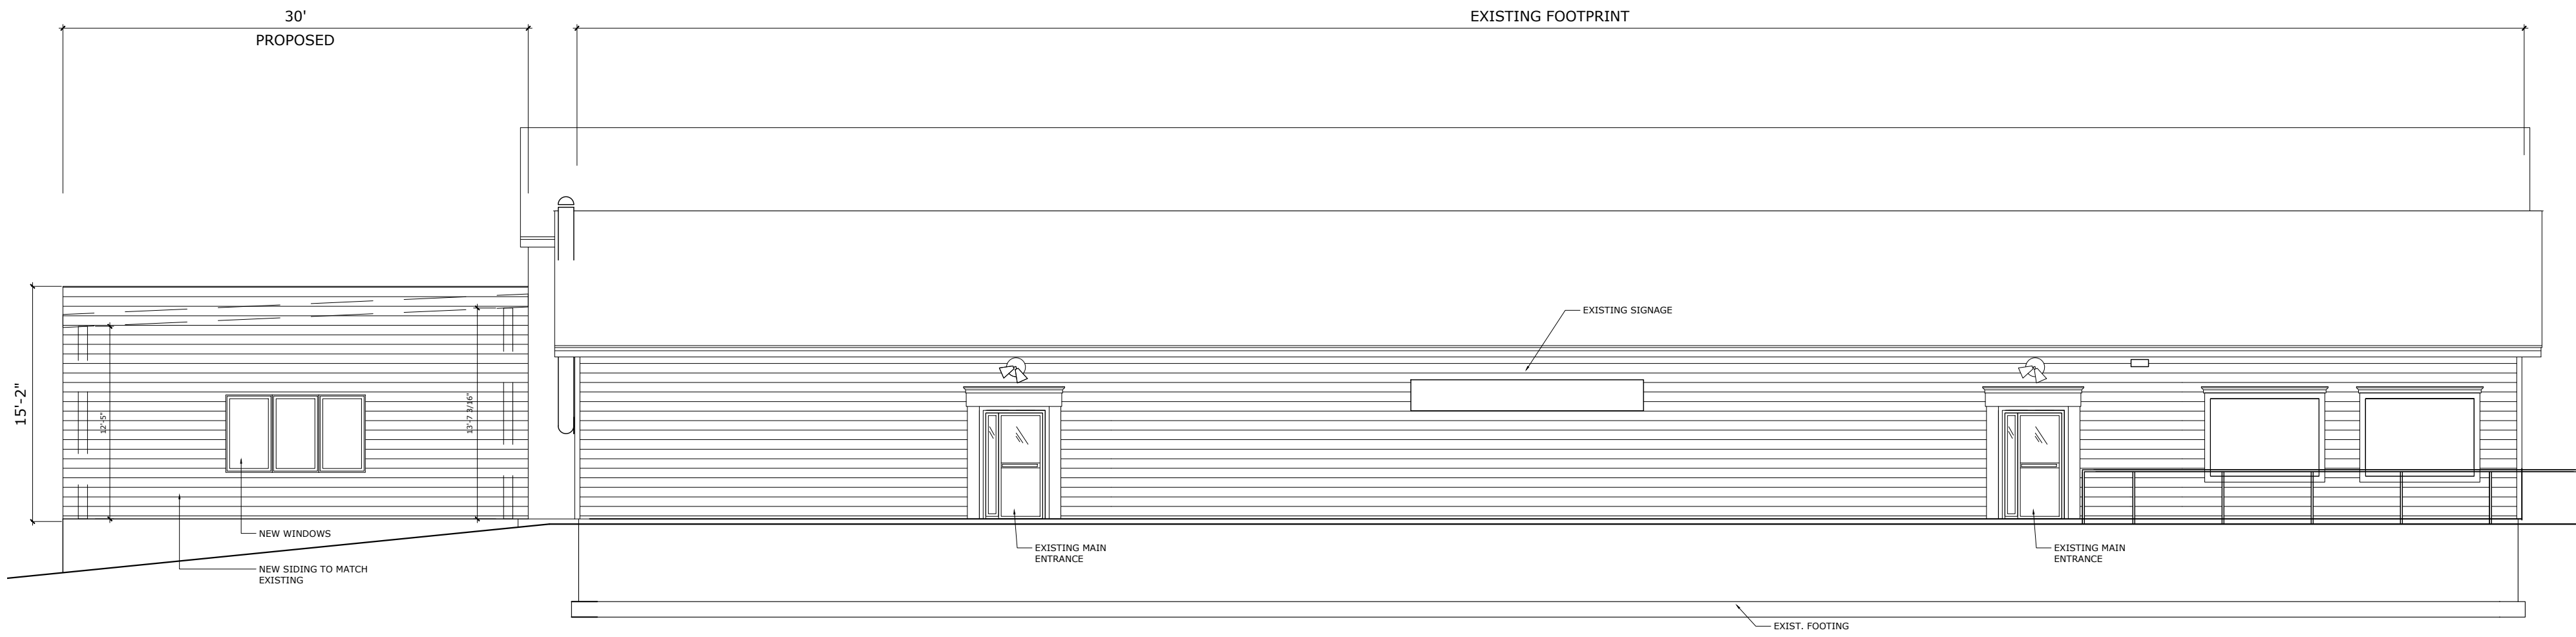 30'
PROPOSED
EXISTING FOOTPRINT
EXISTING SIGNAGE
15'-2"
12'-5"
13'-7 3/16"
NEW WINDOWS
NEW SIDING TO MATCH
EXISTING
EXISTING MAIN
ENTRANCE
EXISTING MAIN
ENTRANCE
EXIST. FOOTING